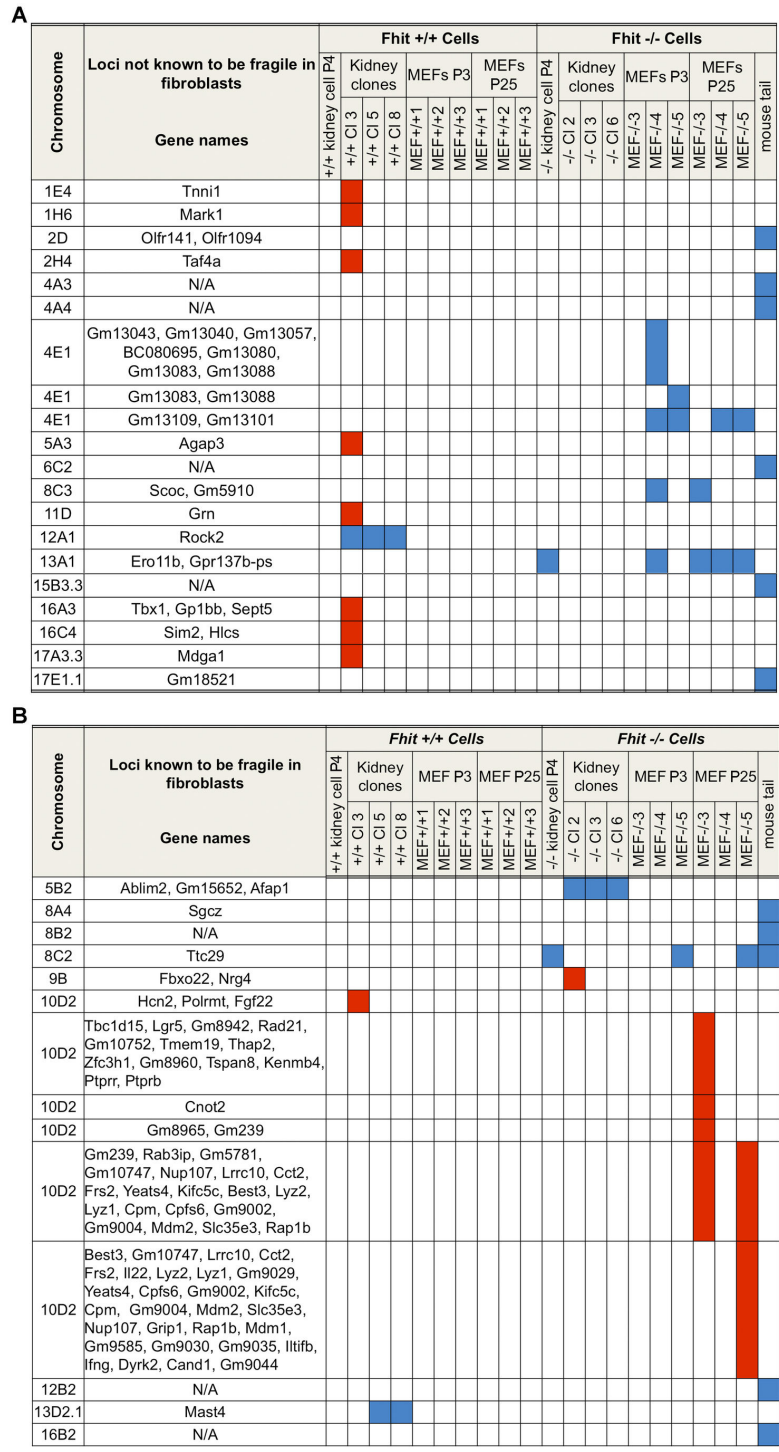 A
Chromosome
Loci not known to be fragile in
fibroblasts
Gene names
Fhit +/+ Cells
Fhit -/- Cells
+/+ kidney cell P4
Kidney
clones
MEFs P3
MEFs
P25
-/- kidney cell P4
Kidney
clones
MEFs P3
MEFs
P25
mouse tail
+/+ Cl 3
+/+ Cl 5
+/+ Cl 8
MEF+/+1
MEF+/+2
MEF+/+3
MEF+/+1
MEF+/+2
MEF+/+3
-/- Cl 2
-/- Cl 3
-/- Cl 6
MEF-/-3
MEF-/-4
MEF-/-5
MEF-/-3
MEF-/-4
MEF-/-5
1E4 Tnni1
1H6 Mark1
2D Olfr141, Olfr1094
2H4 Taf4a
4A3 N/A
4A4 N/A
4E1 Gm13043, Gm13040, Gm13057,
BC080695, Gm13080,
Gm13083, Gm13088
4E1 Gm13083, Gm13088
4E1 Gm13109, Gm13101
5A3 Agap3
6C2 N/A
8C3 Scoc, Gm5910
11D Grn
12A1 Rock2
13A1 Ero11b, Gpr137b-ps
15B3.3 N/A
16A3 Tbx1, Gp1bb, Sept5
16C4 Sim2, Hlcs
17A3.3 Mdga1
17E1.1 Gm18521
B
Chromosome
Loci known to be fragile in
fibroblasts
Gene names
Fhit +/+ Cells
Fhit -/- Cells
+/+ kidney cell P4
Kidney
clones
MEF P3
MEF P25
-/- kidney cell P4
Kidney
clones
MEF P3
MEF P25
mouse tail
+/+ Cl 3
+/+ Cl 5
+/+ Cl 8
MEF+/+1
MEF+/+2
MEF+/+3
MEF+/+1
MEF+/+2
MEF+/+3
-/- Cl 2
-/- Cl 3
-/- Cl 6
MEF-/-3
MEF-/-4
MEF-/-5
MEF-/-3
MEF-/-4
MEF-/-5
5B2 Ablim2, Gm15652, Afap1
8A4 Sgcz
8B2 N/A
8C2 Ttc29
9B Fbxo22, Nrg4
10D2 Hcn2, Polrmt, Fgf22
10D2 Tbc1d15, Lgr5, Gm8942, Rad21,
Gm10752, Tmem19, Thap2,
Zfc3h1, Gm8960, Tspan8, Kenmb4,
Ptprr, Ptprb
10D2 Cnot2
10D2 Gm8965, Gm239
10D2 Gm239, Rab3ip, Gm5781,
Gm10747, Nup107, Lrrc10, Cct2,
Frs2, Yeats4, Kifc5c, Best3, Lyz2,
Lyz1, Cpm, Cpfs6, Gm9002,
Gm9004, Mdm2, Slc35e3, Rap1b
10D2 Best3, Gm10747, Lrrc10, Cct2,
Frs2, Il22, Lyz2, Lyz1, Gm9029,
Yeats4, Cpfs6, Gm9002, Kifc5c,
Cpm, Gm9004, Mdm2, Slc35e3,
Nup107, Grip1, Rap1b, Mdm1,
Gm9585, Gm9030, Gm9035, Iltifb,
Ifng, Dyrk2, Cand1, Gm9044
12B2 N/A
13D2.1 Mast4
16B2 N/A